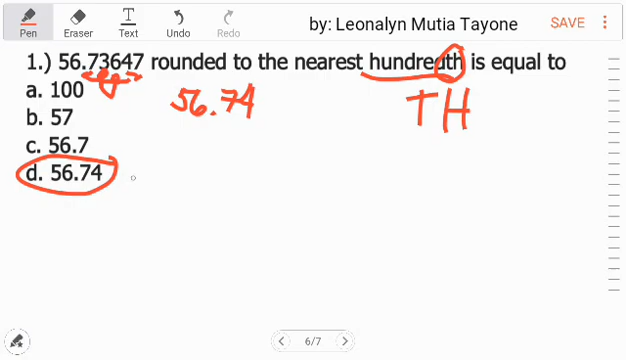 Pen
Eraser
Text
Undo
Redo
by: Leonalyn Mutia Tayone
SAVE
1.) 56.73647 rounded to the nearest hundredth is equal to
a. 100
56.74
TH
b. 57
c. 56.7
d. 56.74
6/7